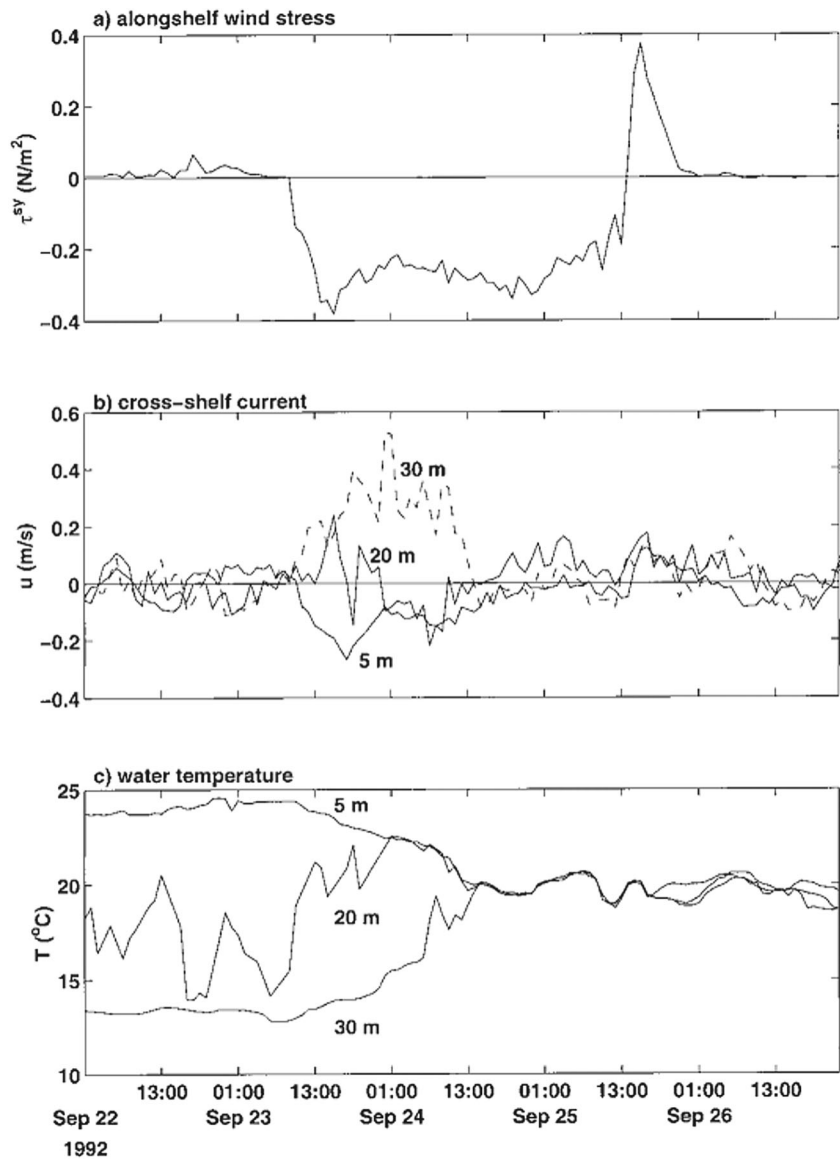 a) alongshelf wind stress
0.4
0.2
0
−0.2
−0.4
τ^sy (N/m²)
b) cross−shelf current
0.6
0.4
0.2
0
−0.2
−0.4
u (m/s)
30 m
20 m
5 m
c) water temperature
25
20
15
10
T (°C)
5 m
20 m
30 m
13:00 01:00 13:00 01:00 13:00 01:00 13:00 01:00 13:00
Sep 22 Sep 23 Sep 24 Sep 25 Sep 26
1992